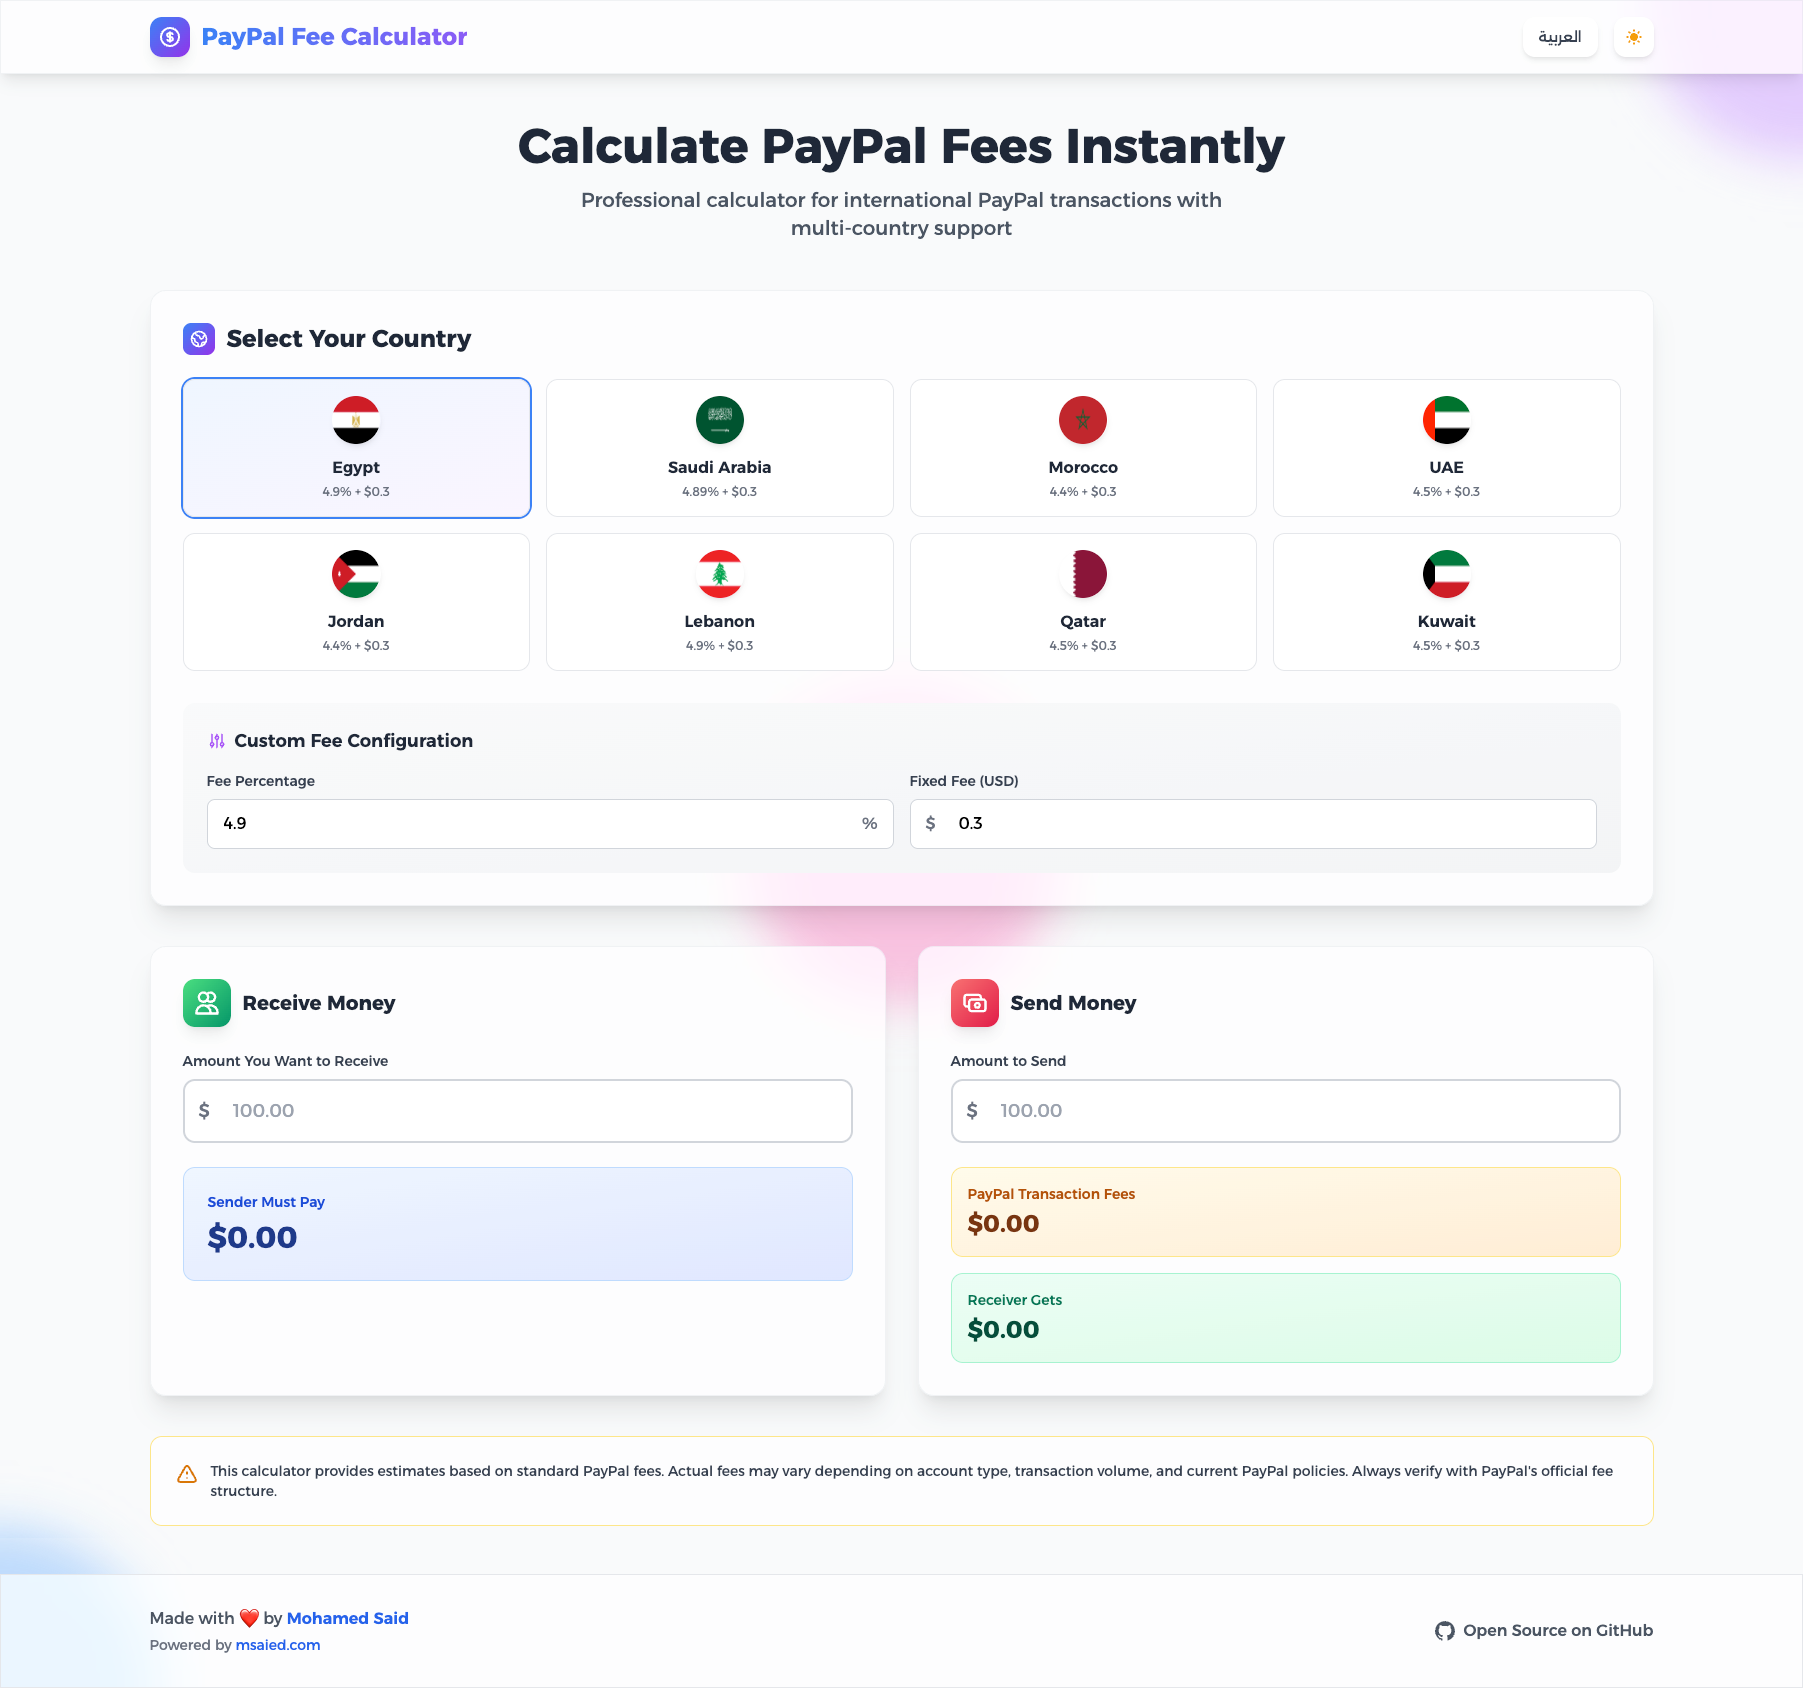 PayPal Fee Calculator
العربية
Calculate PayPal Fees Instantly
Professional calculator for international PayPal transactions with
multi-country support
Select Your Country
Egypt
4.9% + $0.3
Saudi Arabia
4.89% + $0.3
Morocco
4.4% + $0.3
UAE
4.5% + $0.3
Jordan
4.4% + $0.3
Lebanon
4.9% + $0.3
Qatar
4.5% + $0.3
Kuwait
4.5% + $0.3
Custom Fee Configuration
Fee Percentage
4.9 %
Fixed Fee (USD)
$ 0.3
Receive Money
Amount You Want to Receive
$ 100.00
Sender Must Pay
$0.00
Send Money
Amount to Send
$ 100.00
PayPal Transaction Fees
$0.00
Receiver Gets
$0.00
This calculator provides estimates based on standard PayPal fees. Actual fees may vary depending on account type, transaction volume, and current PayPal policies. Always verify with PayPal's official fee
structure.
Made with ❤️ by Mohamed Said
Powered by msaied.com
Open Source on GitHub